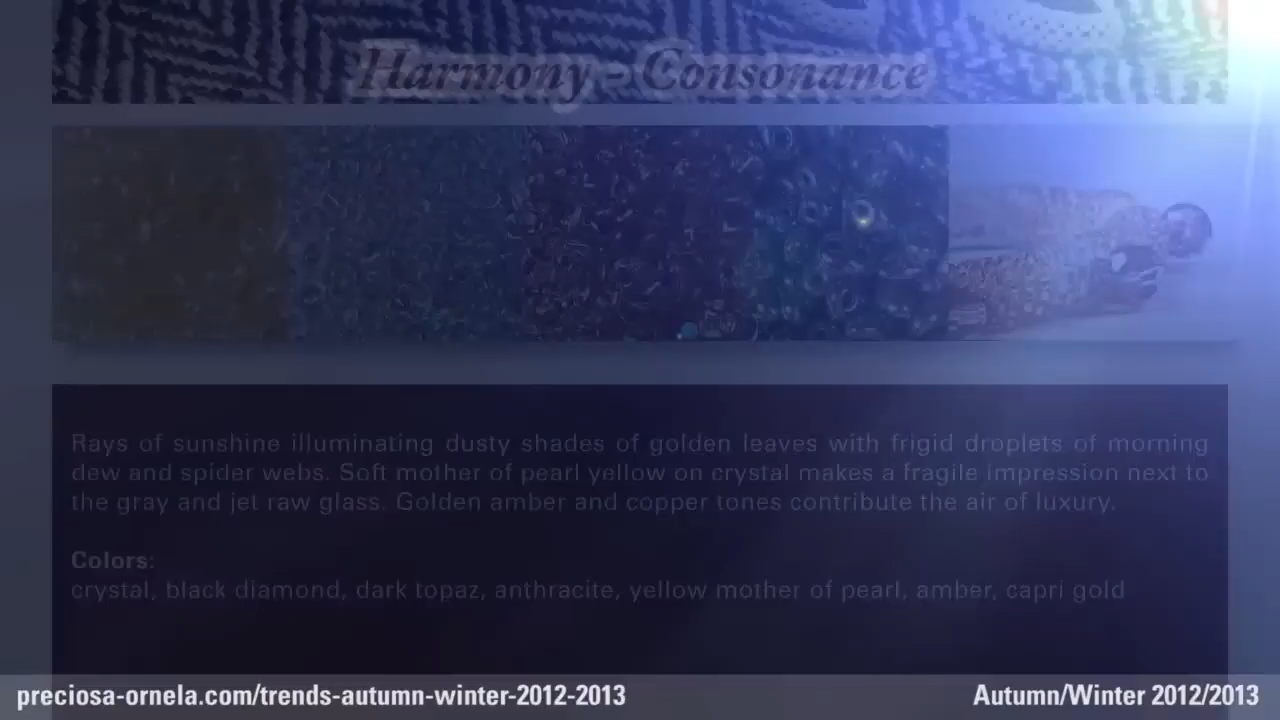 Harmony - Consonance
Rays of sunshine illuminating dusty shades of golden leaves with frigid droplets of morning
dew and spider webs. Soft mother of pearl yellow on crystal makes a fragile impression next to
the gray and jet raw glass. Golden amber and copper tones contribute the air of luxury.
Colors:
crystal, black diamond, dark topaz, anthracite, yellow mother of pearl, amber, capri gold
preciosa-ornela.com/trends-autumn-winter-2012-2013
Autumn/Winter 2012/2013